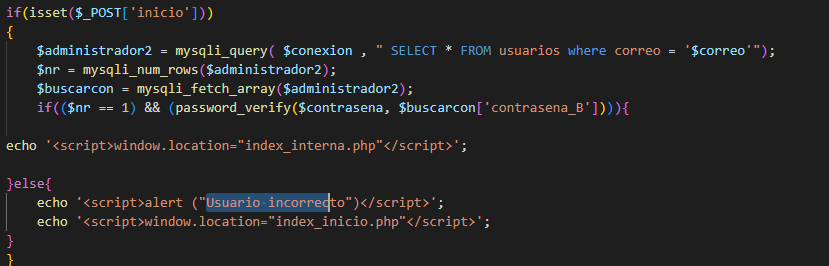 if(isset($_POST['inicio']))
{
$administrador2 = mysqli_query( $conexion , " SELECT * FROM usuarios where correo = '$correo'");
$nr = mysqli_num_rows($administrador2);
$buscarcon = mysqli_fetch_array($administrador2);
if(($nr == 1) && (password_verify($contrasena, $buscarcon['contrasena_B']))){
echo '<script>window.location="index_interna.php"</script>';
}else{
echo '<script>alert ("Usuario incorrecto")</script>';
echo '<script>window.location="index_inicio.php"</script>';
}
}